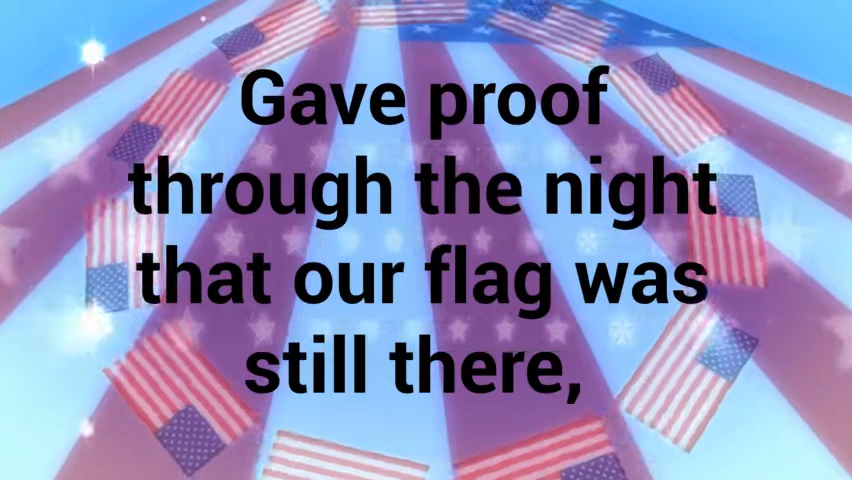 Gave proof
through the night
that our flag was
still there,